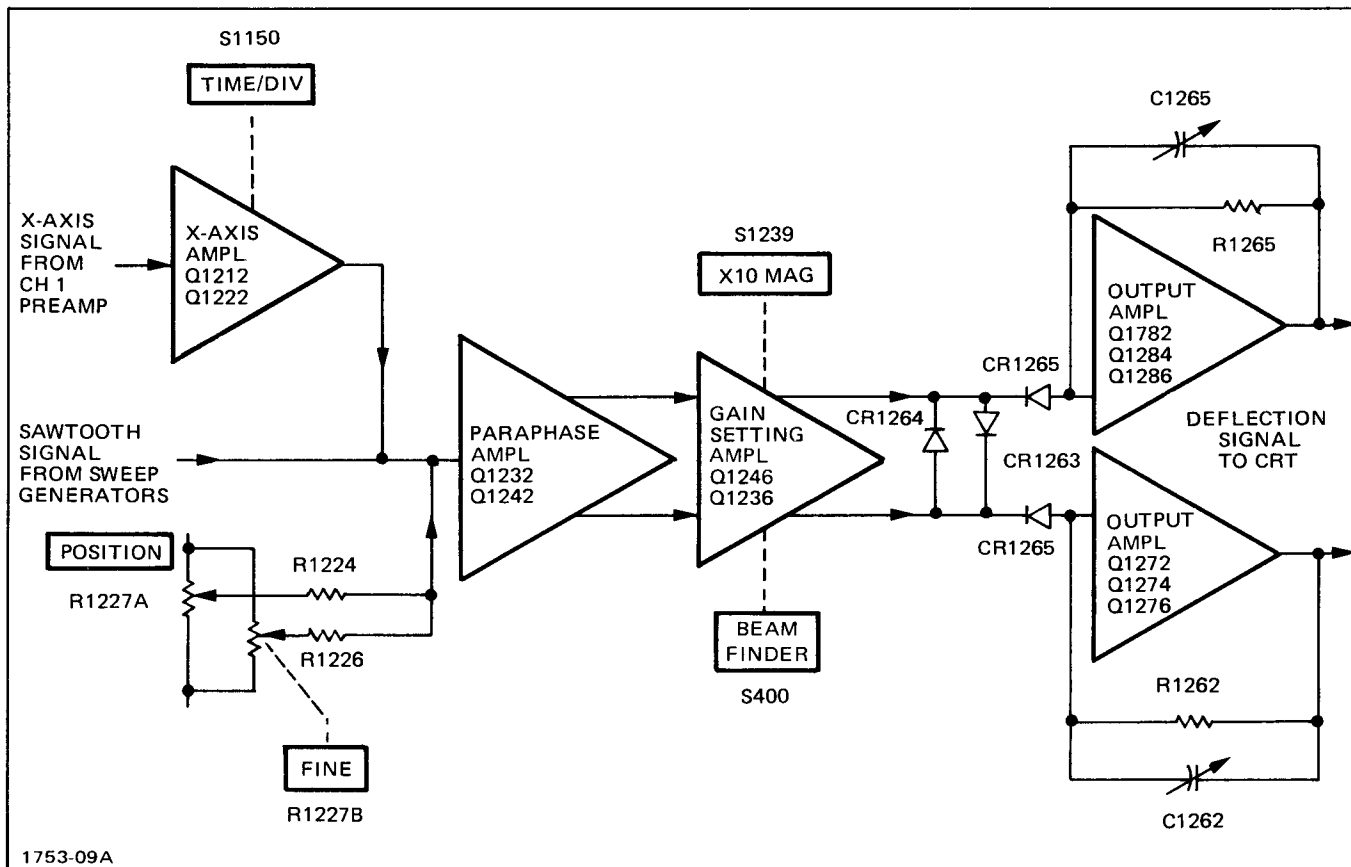 S1150
TIME/DIV
X-AXIS
SIGNAL
FROM
CH 1
PREAMP
X-AXIS
AMPL
Q1212
Q1222
SAWTOOTH
SIGNAL
FROM SWEEP
GENERATORS
POSITION
R1227A
R1224
R1226
FINE
R1227B
PARAPHASE
AMPL
Q1232
Q1242
S1239
X10 MAG
GAIN
SETTING
AMPL
Q1246
Q1236
BEAM
FINDER
S400
CR1264
CR1263
CR1265
CR1265
C1265
R1265
OUTPUT
AMPL
Q1782
Q1284
Q1286
DEFLECTION
SIGNAL
TO CRT
OUTPUT
AMPL
Q1272
Q1274
Q1276
R1262
C1262
1753-09A